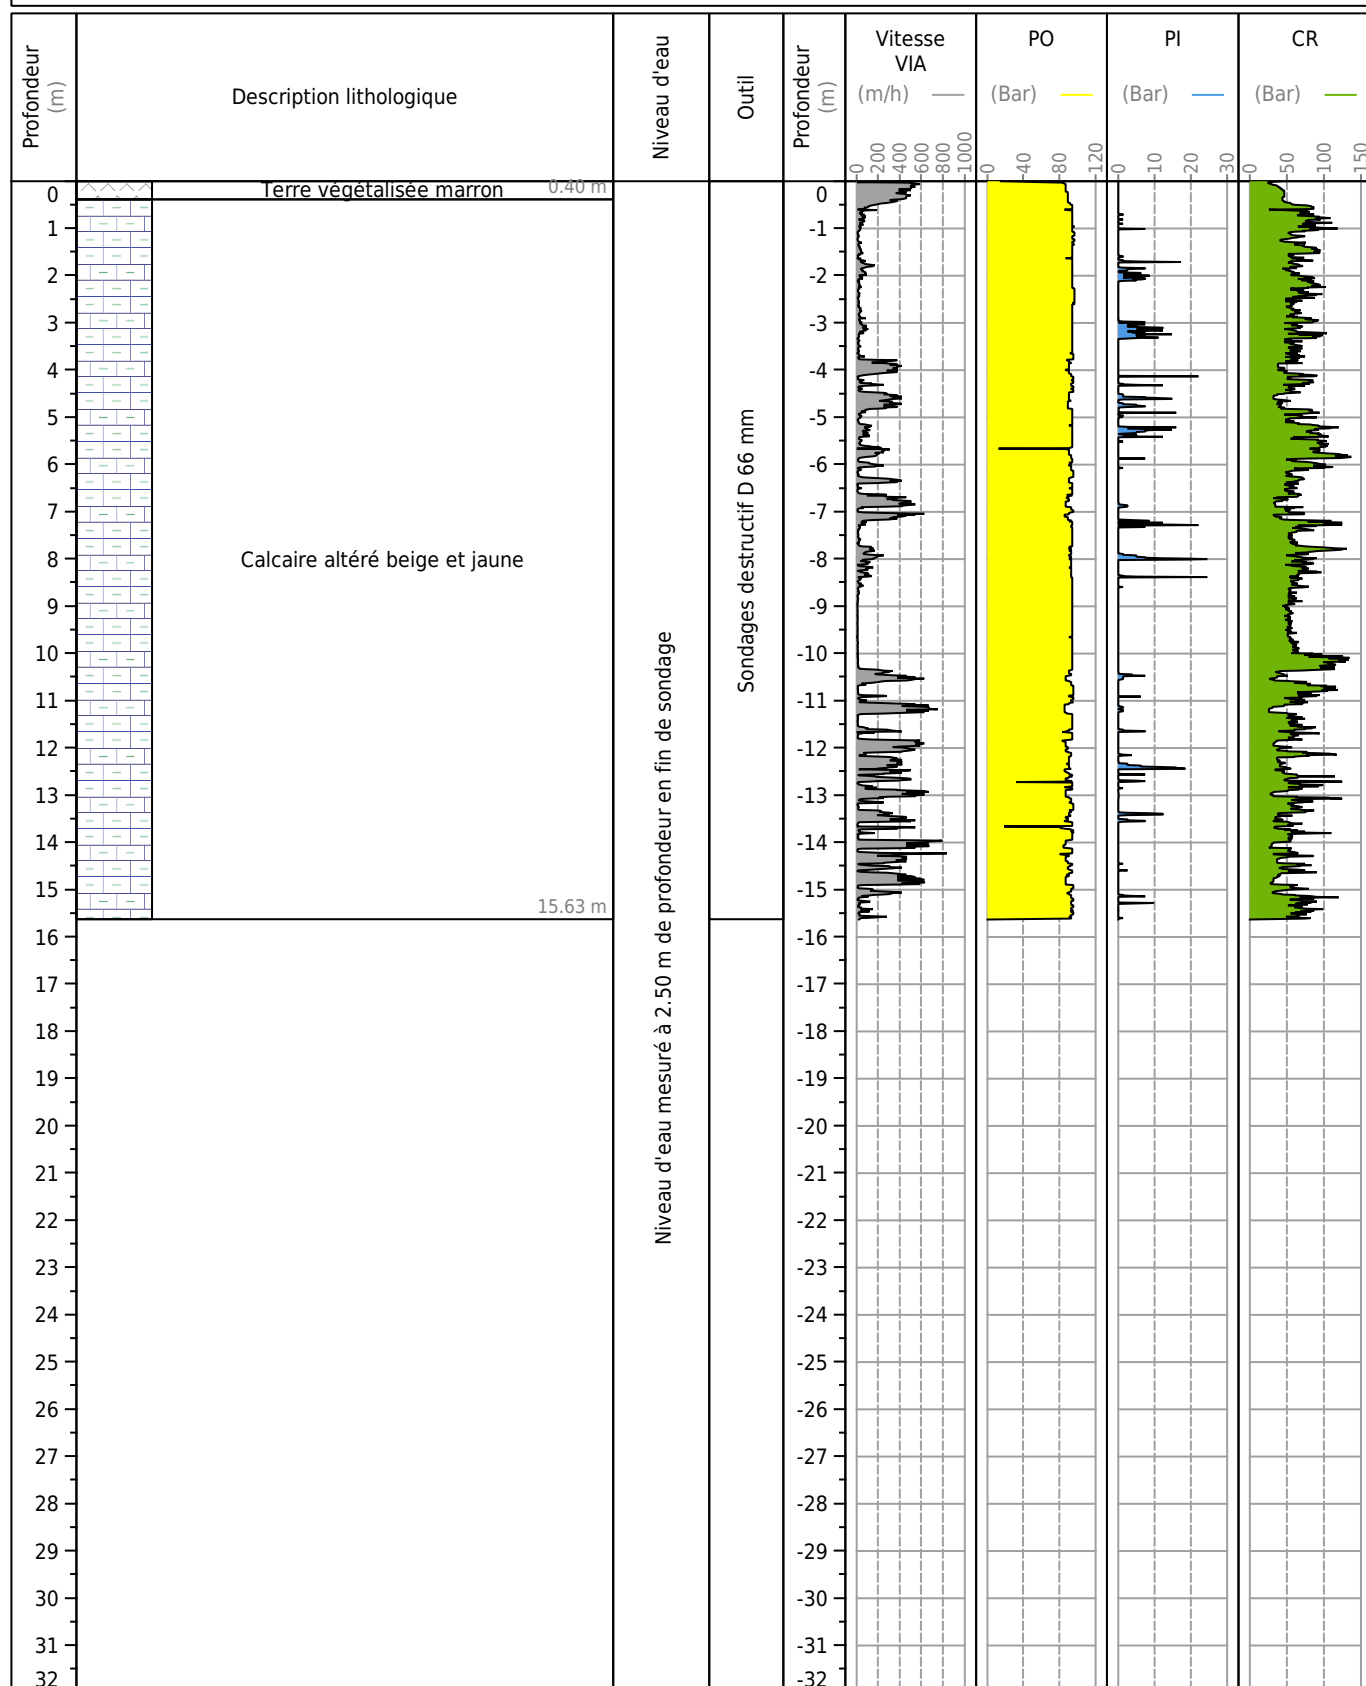 Profondeur
(m)
Description lithologique
Niveau d'eau
Outil
Profondeur
(m)
Vitesse
VIA
(m/h)
PO
(Bar)
PI
(Bar)
CR
(Bar)
0 200 400 600 800 1000
0 40 80 120
0 10 20 30
0 50 100 150
Terre végétalisée marron
0.40 m
Calcaire altéré beige et jaune
15.63 m
Niveau d'eau mesuré à 2.50 m de profondeur en fin de sondage
Sondages destructif D 66 mm
0
1
2
3
4
5
6
7
8
9
10
11
12
13
14
15
16
17
18
19
20
21
22
23
24
25
26
27
28
29
30
31
32
0
-1
-2
-3
-4
-5
-6
-7
-8
-9
-10
-11
-12
-13
-14
-15
-16
-17
-18
-19
-20
-21
-22
-23
-24
-25
-26
-27
-28
-29
-30
-31
-32